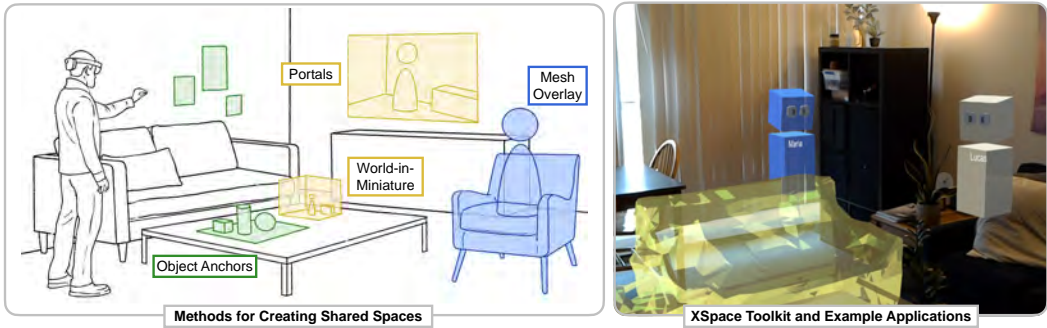 Portals
Mesh
Overlay
World-in-
Miniature
Object Anchors
Methods for Creating Shared Spaces
Marie
Lucas
XSpace Toolkit and Example Applications